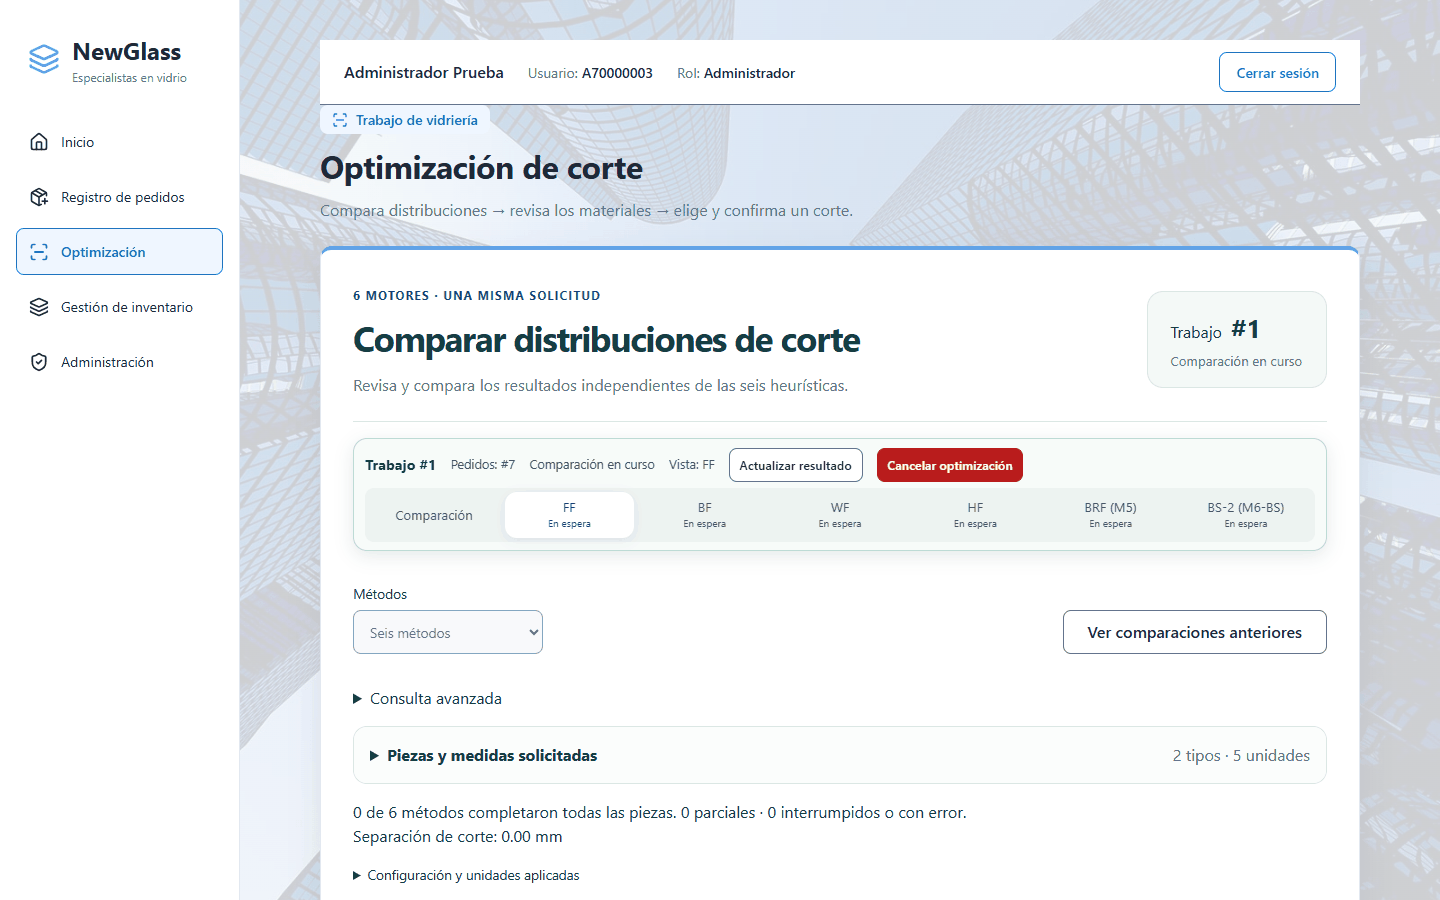 NewGlass
Especialistas en vidrio
Inicio
Registro de pedidos
Optimización
Gestión de inventario
Administración
Administrador Prueba Usuario: A70000003 Rol: Administrador Cerrar sesión
Trabajo de vidriería
Optimización de corte
Compara distribuciones → revisa los materiales → elige y confirma un corte.
6 MOTORES · UNA MISMA SOLICITUD
Comparar distribuciones de corte
Revisa y compara los resultados independientes de las seis heurísticas.
Trabajo #1
Comparación en curso
Trabajo #1 Pedidos: #7 Comparación en curso Vista: FF Actualizar resultado Cancelar optimización
Comparación
FF
En espera
BF
En espera
WF
En espera
HF
En espera
BRF (M5)
En espera
BS-2 (M6-BS)
En espera
Métodos
Seis métodos
Ver comparaciones anteriores
Consulta avanzada
Piezas y medidas solicitadas 2 tipos · 5 unidades
0 de 6 métodos completaron todas las piezas. 0 parciales · 0 interrumpidos o con error.
Separación de corte: 0.00 mm
Configuración y unidades aplicadas